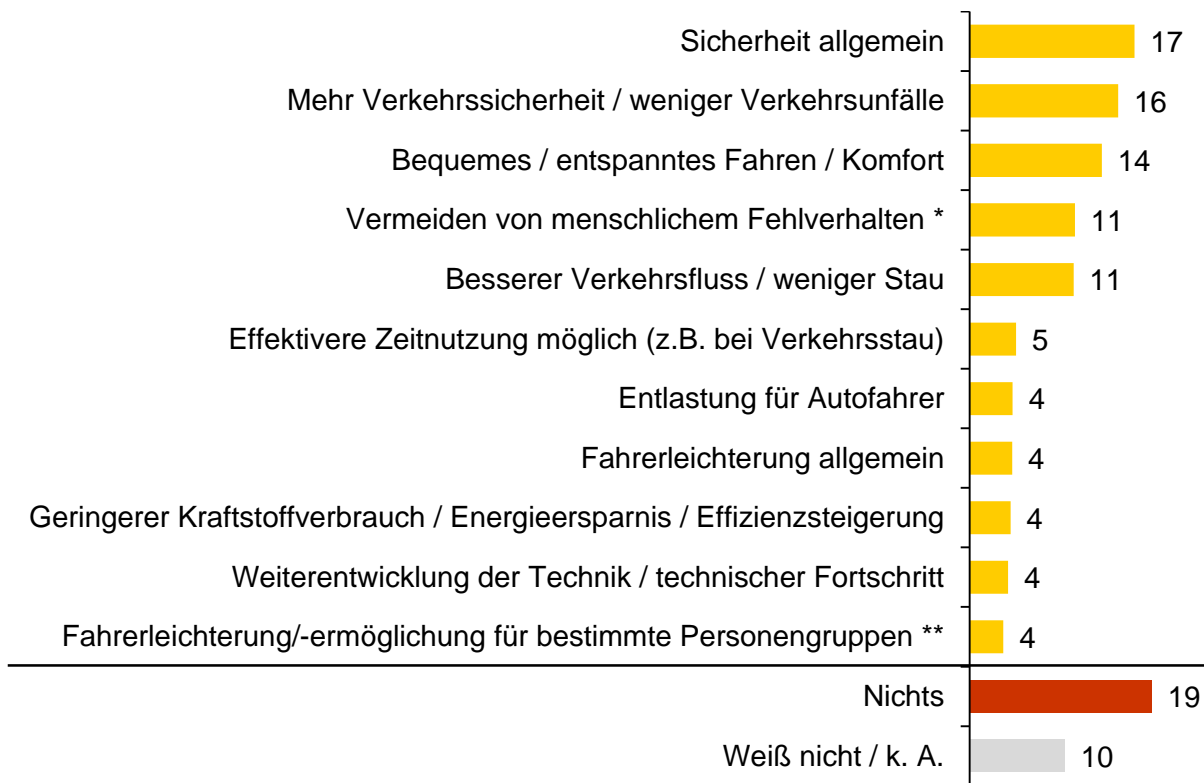 Sicherheit allgemein 17
Mehr Verkehrssicherheit / weniger Verkehrsunfälle 16
Bequemes / entspanntes Fahren / Komfort 14
Vermeiden von menschlichem Fehlverhalten * 11
Besserer Verkehrsfluss / weniger Stau 11
Effektivere Zeitnutzung möglich (z.B. bei Verkehrsstau) 5
Entlastung für Autofahrer 4
Fahrerleichterung allgemein 4
Geringerer Kraftstoffverbrauch / Energieersparnis / Effizienzsteigerung 4
Weiterentwicklung der Technik / technischer Fortschritt 4
Fahrerleichterung/-ermöglichung für bestimmte Personengruppen ** 4
Nichts 19
Weiß nicht / k. A. 10